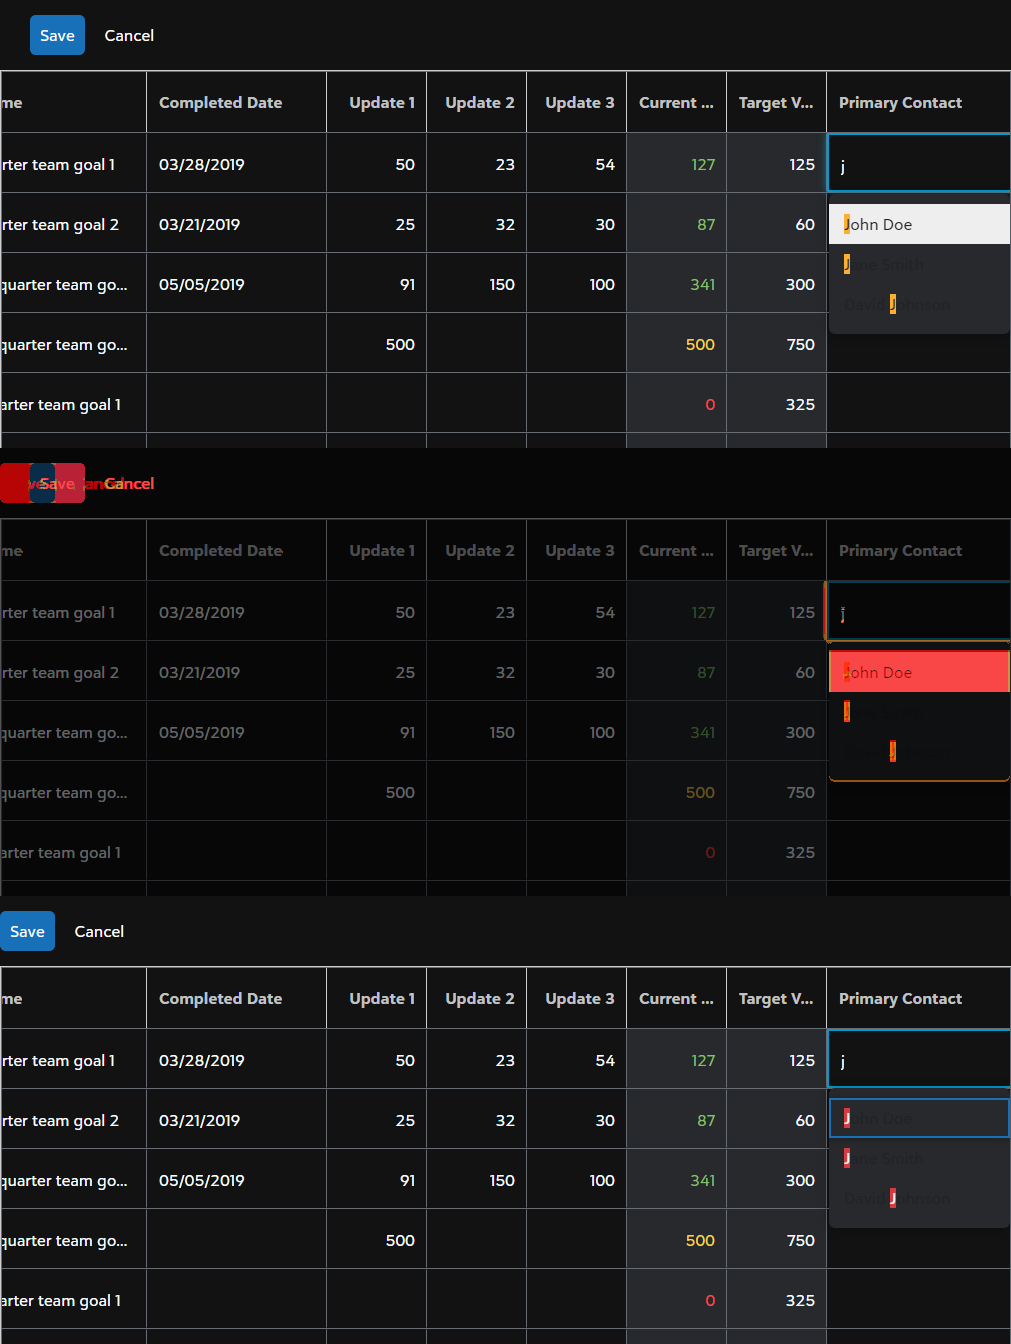 Save Cancel
me Completed Date Update 1 Update 2 Update 3 Current ... Target V... Primary Contact
rter team goal 1 03/28/2019 50 23 54 127 125 j
rter team goal 2 03/21/2019 25 32 30 87 60 John Doe
Jane Smith
quarter team go... 05/05/2019 91 150 100 341 300
David Johnson
quarter team go... 500 500 750
arter team goal 1 0 325
Save Cancel
me Completed Date Update 1 Update 2 Update 3 Current ... Target V... Primary Contact
rter team goal 1 03/28/2019 50 23 54 127 125 j
rter team goal 2 03/21/2019 25 32 30 87 60 John Doe
J
quarter team go... 05/05/2019 91 150 100 341 300
J
quarter team go... 500 500 750
arter team goal 1 0 325
Save Cancel
me Completed Date Update 1 Update 2 Update 3 Current ... Target V... Primary Contact
rter team goal 1 03/28/2019 50 23 54 127 125 j
rter team goal 2 03/21/2019 25 32 30 87 60 John Doe
Jane Smith
quarter team go... 05/05/2019 91 150 100 341 300
David Johnson
quarter team go... 500 500 750
arter team goal 1 0 325